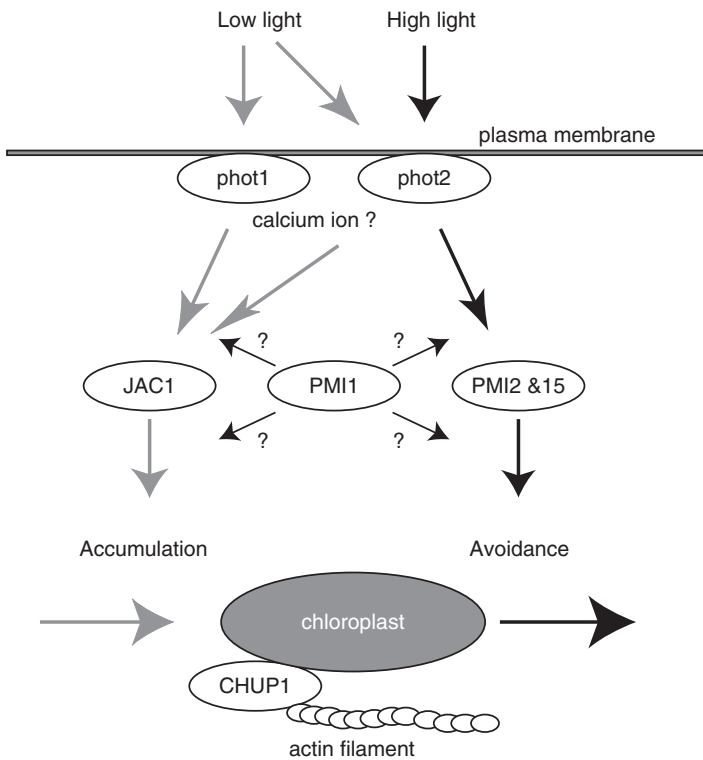 Low light
High light
plasma membrane
phot1
phot2
calcium ion ?
?
?
JAC1
PMI1
PMI2 &15
?
?
Accumulation
Avoidance
chloroplast
CHUP1
actin filament